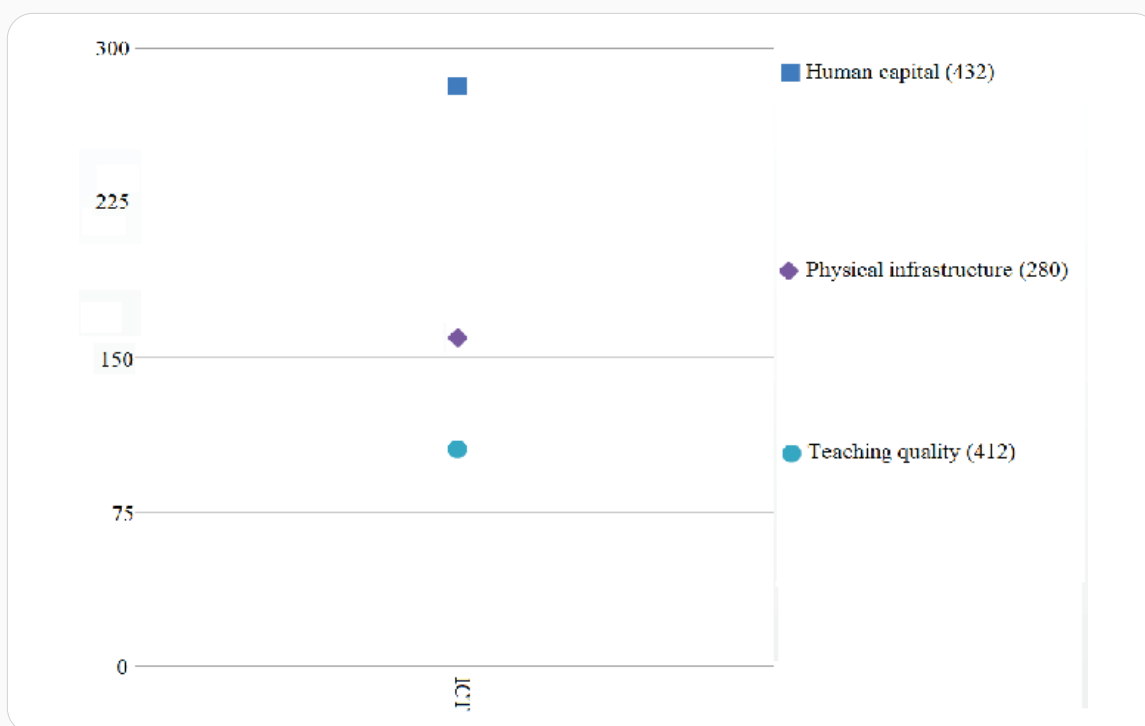 300
Human capital (432)
225
Physical infrastructure (280)
150
Teaching quality (412)
75
0
ICT